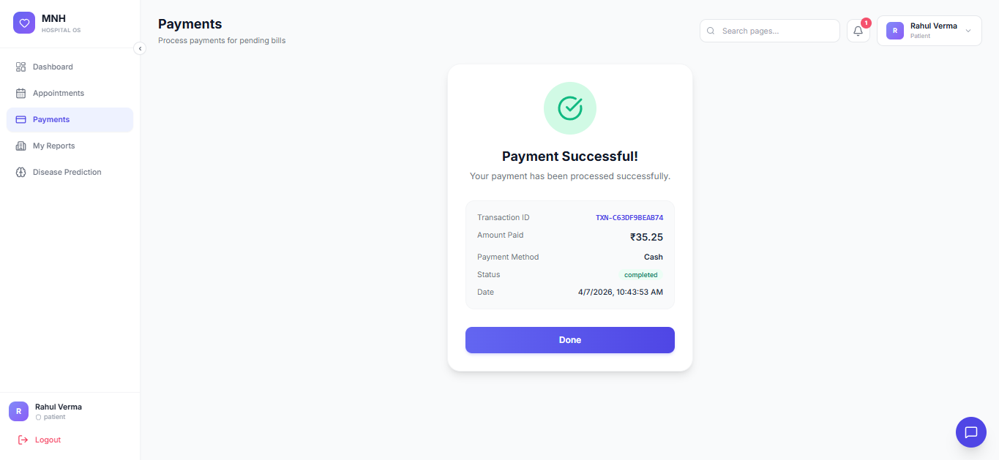 MNH
HOSPITAL OS
Dashboard
Appointments
Payments
My Reports
Disease Prediction
Rahul Verma
patient
Logout
R
Payments
Process payments for pending bills
Search pages...
1
R
Rahul Verma
Patient
Payment Successful!
Your payment has been processed successfully.
Transaction ID TXN-C63DF9BEAB74
Amount Paid ₹35.25
Payment Method Cash
Status completed
Date 4/7/2026, 10:43:53 AM
Done